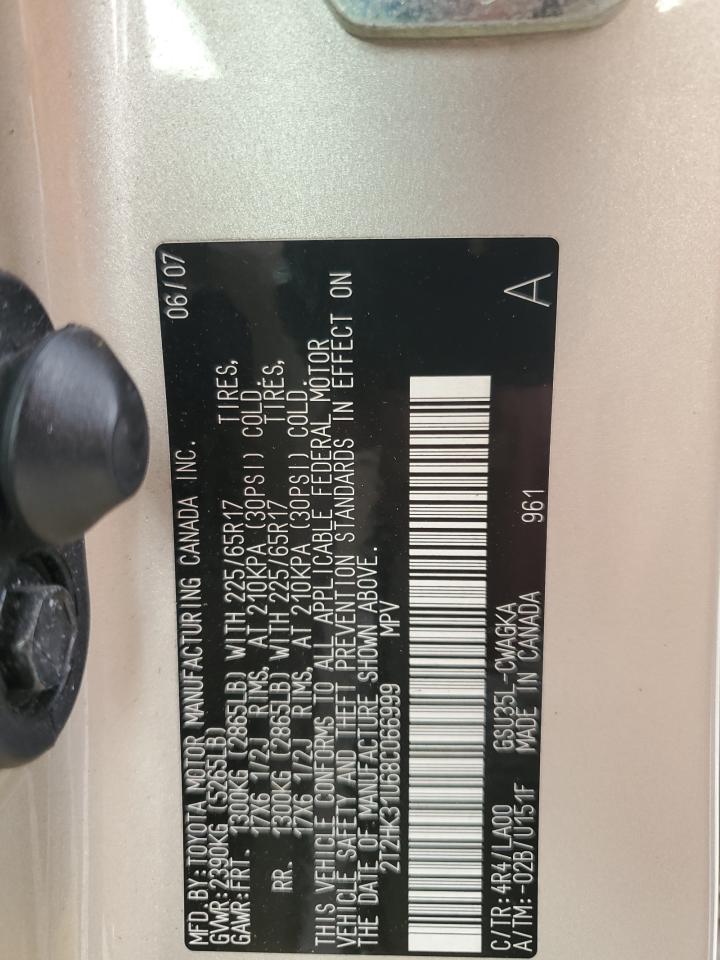 MFD.BY:TOYOTA MOTOR MANUFACTURING CANADA INC. 06/07
GVWR:2390KG (5265LB)
GAWR:FRT. 1300KG (2865LB) WITH 225/65R17 TIRES,
17X6 1/2J RIMS, AT 210KPA (30PSI) COLD.
RR. 1300KG (2865LB) WITH 225/65R17 TIRES,
17X6 1/2J RIMS, AT 210KPA (30PSI) COLD.
THIS VEHICLE CONFORMS TO ALL APPLICABLE FEDERAL MOTOR
VEHICLE SAFETY AND THEFT PREVENTION STANDARDS IN EFFECT ON
THE DATE OF MANUFACTURE SHOWN ABOVE.
2T2HK31U68C066999 MPV
C/TR:4R4/LA00 GSU35L-CWAGKA 961 A
A/TM:-02B/U151F MADE IN CANADA